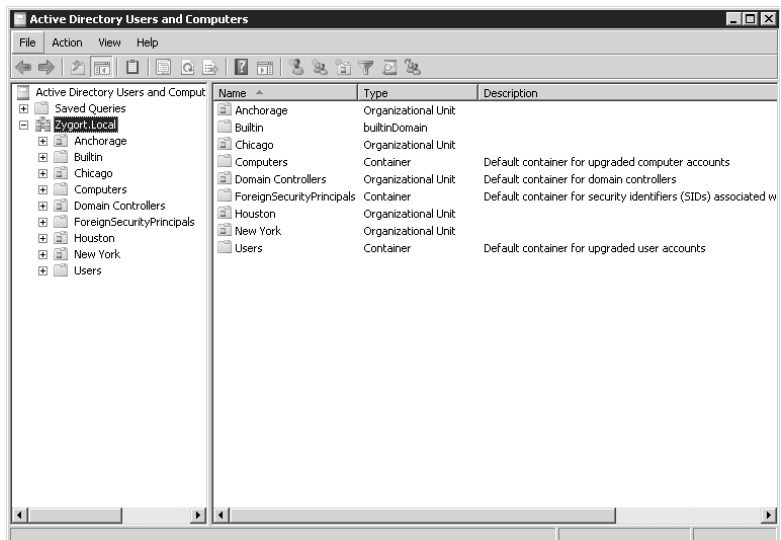 Active Directory Users and Computers
File Action View Help
Active Directory Users and Comput
Saved Queries
Zygort.Local
Anchorage
Builtin
Chicago
Computers
Domain Controllers
ForeignSecurityPrincipals
Houston
New York
Users
Name Type Description
Anchorage Organizational Unit
Builtin builtinDomain
Chicago Organizational Unit
Computers Container Default container for upgraded computer accounts
Domain Controllers Organizational Unit Default container for domain controllers
ForeignSecurityPrincipals Container Default container for security identifiers (SIDs) associated w
Houston Organizational Unit
New York Organizational Unit
Users Container Default container for upgraded user accounts